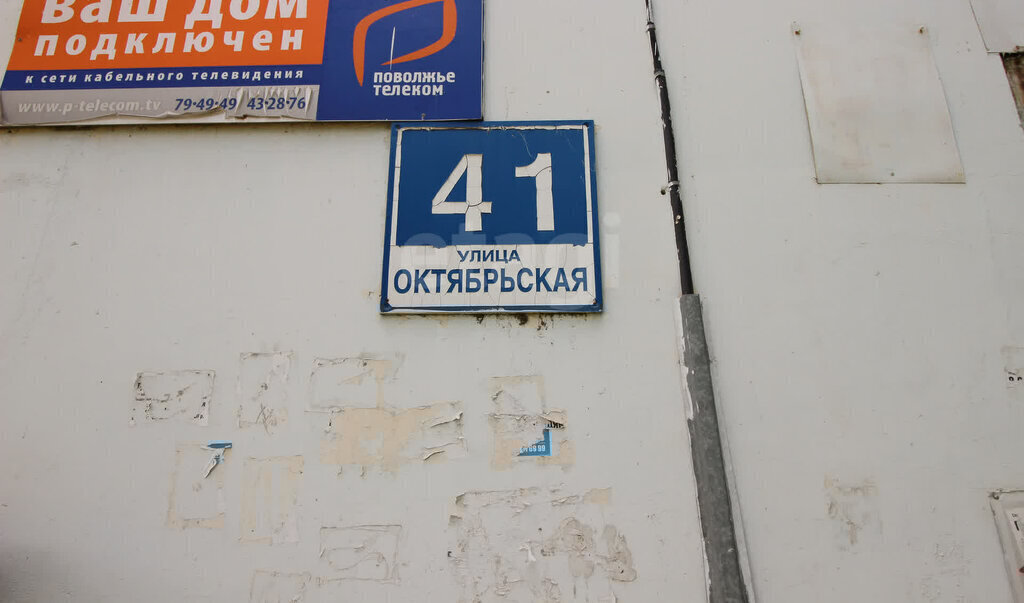 ваш дом
подключен
к сети кабельного телевидения
www.p-telecom.tv 79-49-49 43-28-76
ПОВОЛЖЬЕ
ТЕЛЕКОМ
41
УЛИЦА
ОКТЯБРЬСКАЯ
etagi